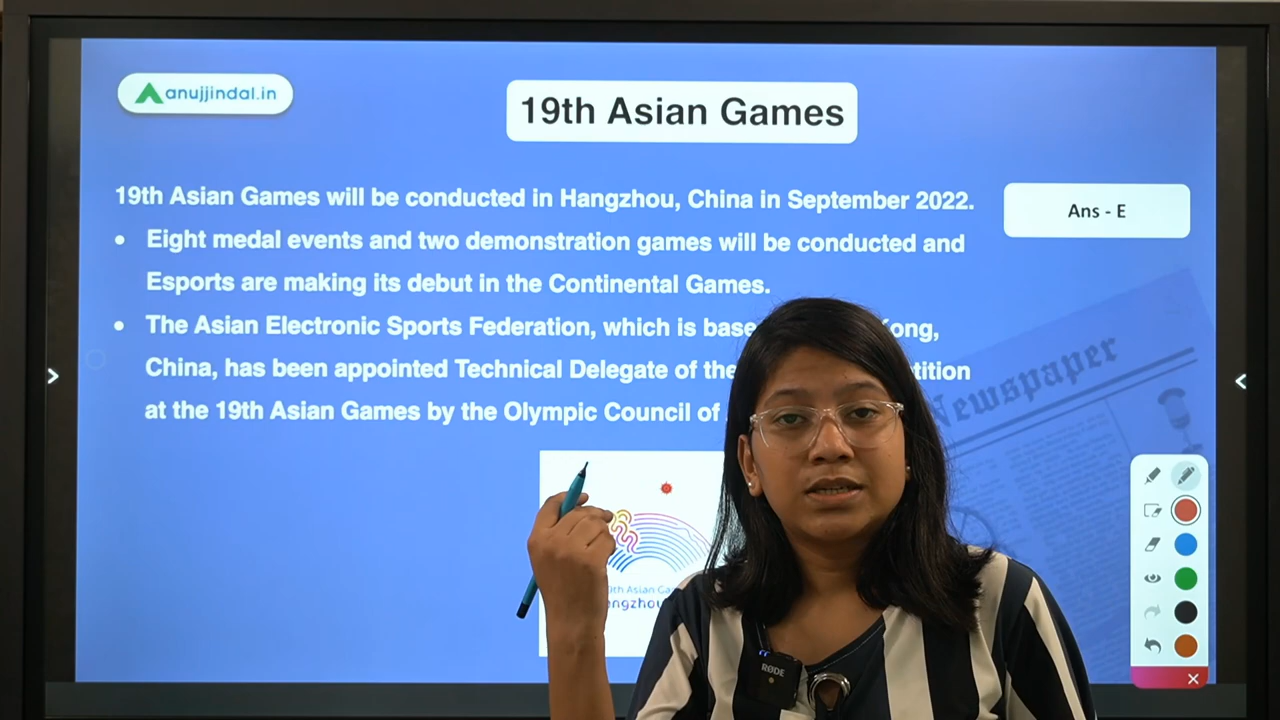 anujjindal.in
19th Asian Games
19th Asian Games will be conducted in Hangzhou, China in September 2022.
Ans - E
Eight medal events and two demonstration games will be conducted and
Esports are making its debut in the Continental Games.
The Asian Electronic Sports Federation, which is
China, has been appointed Technical Delegate of the
at the 19th Asian Games by the Olympic Council of
Newspaper
Asian
RØDE